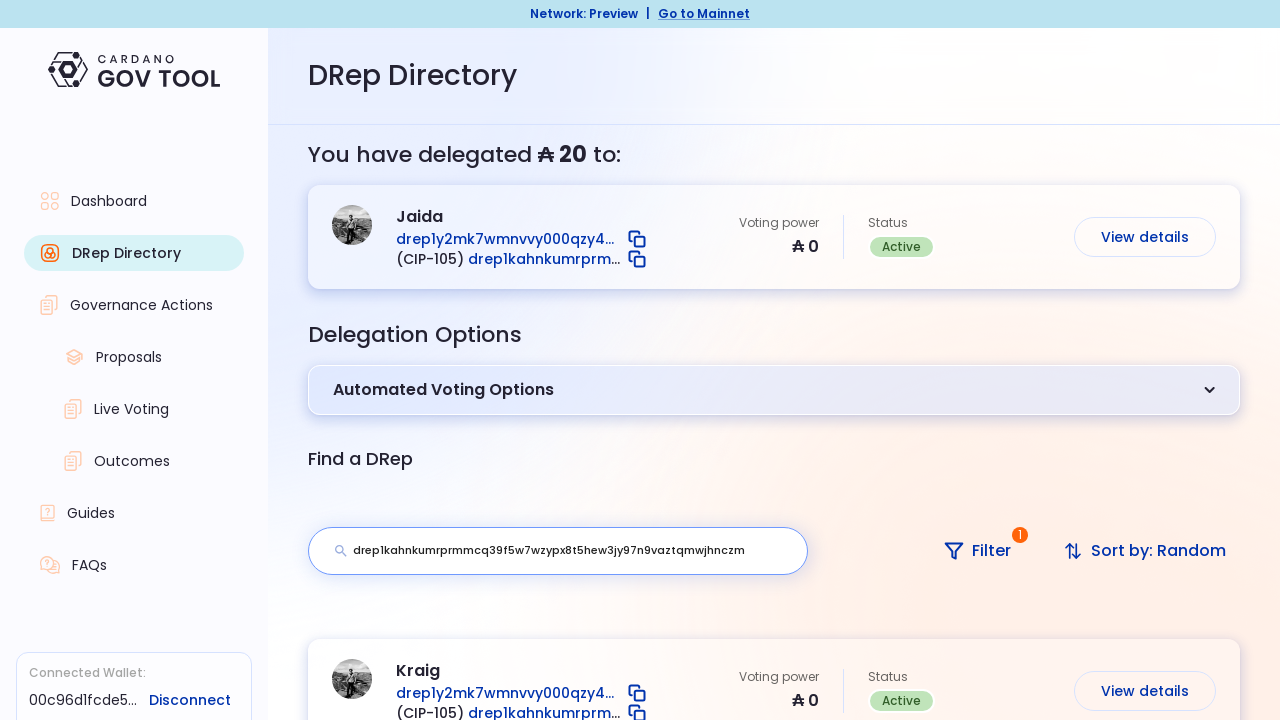 Network: Preview | Go to Mainnet
CARDANO
GOV TOOL
Dashboard
DRep Directory
Governance Actions
Proposals
Live Voting
Outcomes
Guides
FAQs
Connected Wallet:
00c96d1fcde5... Disconnect
DRep Directory
You have delegated ₳ 20 to:
Jaida
drep1y2mk7wmnvvy000qzy4...
(CIP-105) drep1kahnkumrprm...
Voting power
₳ 0
Status
Active
View details
Delegation Options
Automated Voting Options
Find a DRep
drep1kahnkumrprmmcq39f5w7wzypx8t5hew3jy97n9vaztqmwjhnczm
Filter
1
Sort by: Random
Kraig
drep1y2mk7wmnvvy000qzy4...
(CIP-105) drep1kahnkumrprm...
Voting power
₳ 0
Status
Active
View details